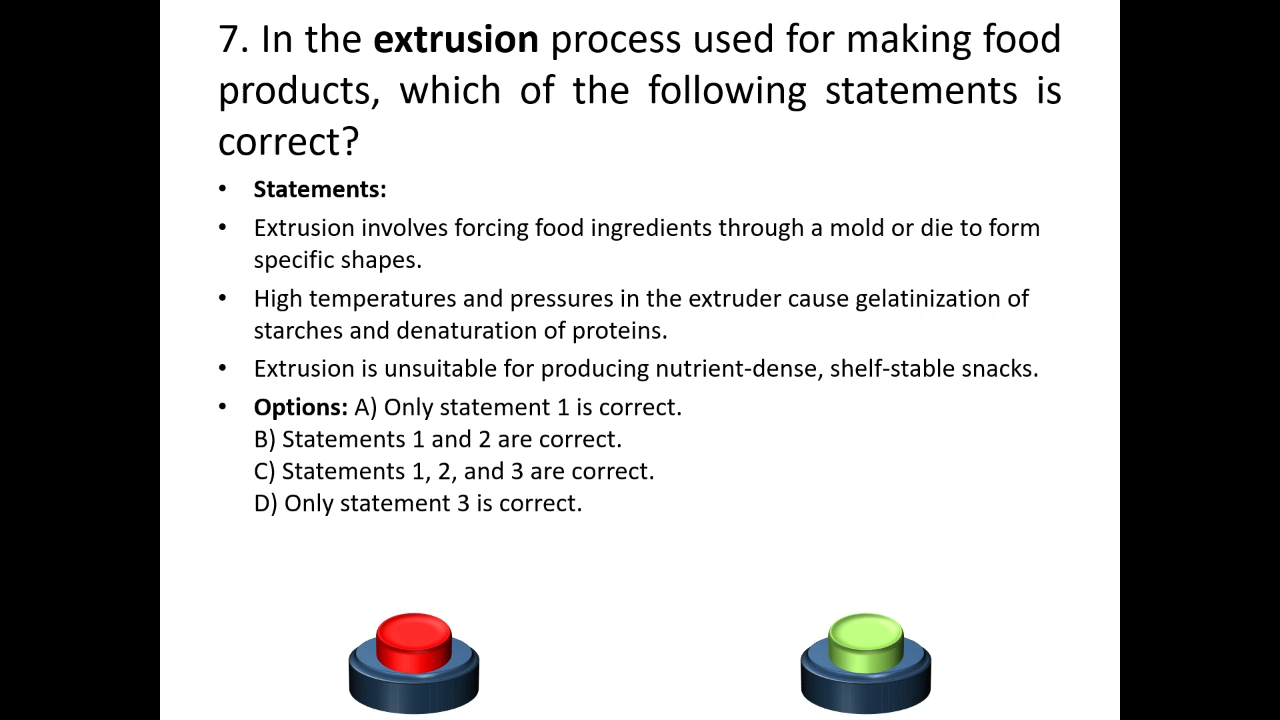 7. In the extrusion process used for making food
products, which of the following statements is
correct?
• Statements:
• Extrusion involves forcing food ingredients through a mold or die to form
specific shapes.
• High temperatures and pressures in the extruder cause gelatinization of
starches and denaturation of proteins.
• Extrusion is unsuitable for producing nutrient-dense, shelf-stable snacks.
• Options: A) Only statement 1 is correct.
B) Statements 1 and 2 are correct.
C) Statements 1, 2, and 3 are correct.
D) Only statement 3 is correct.